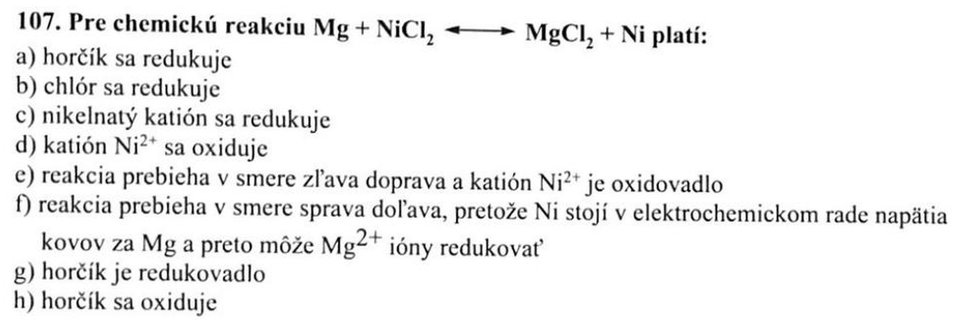 107. Pre chemickú reakciu Mg + NiCl₂ ⟷ MgCl₂ + Ni platí:
a) horčík sa redukuje
b) chlór sa redukuje
c) nikelnatý katión sa redukuje
d) katión Ni²⁺ sa oxiduje
e) reakcia prebieha v smere zľava doprava a katión Ni²⁺ je oxidovadlo
f) reakcia prebieha v smere sprava doľava, pretože Ni stojí v elektrochemickom rade napätia
kovov za Mg a preto môže Mg²⁺ ióny redukovať
g) horčík je redukovadlo
h) horčík sa oxiduje